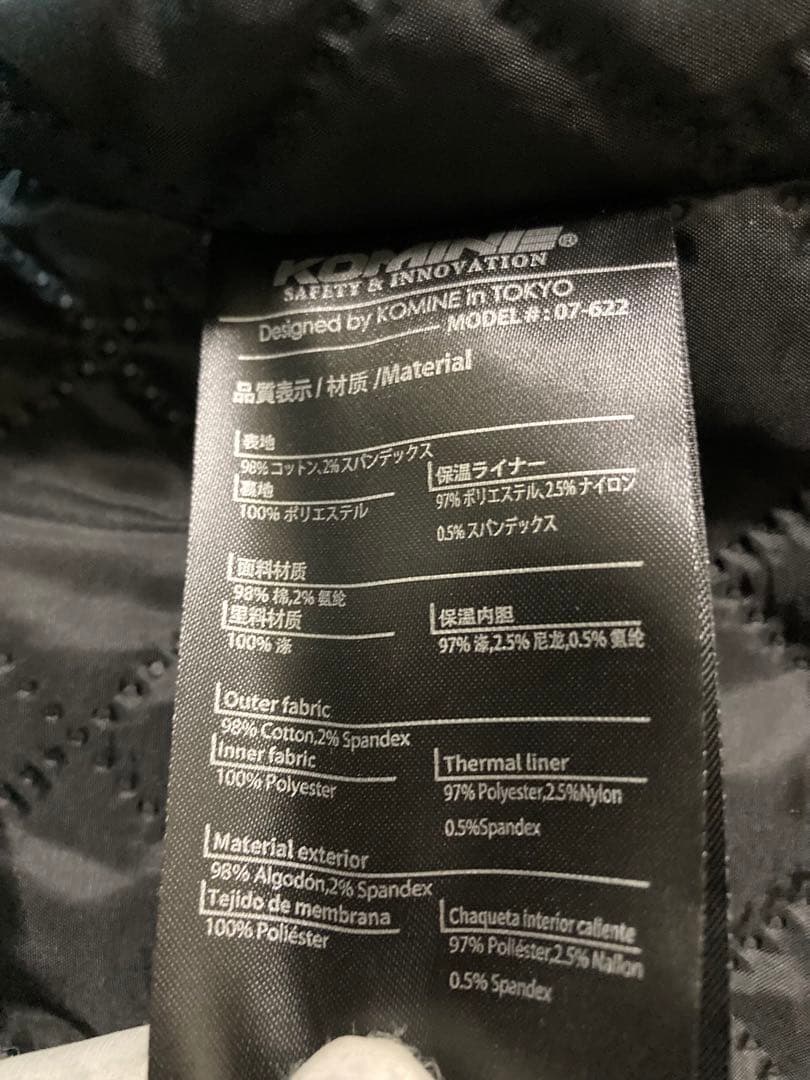 KOMINE®
SAFETY & INNOVATION
Designed by KOMINE in TOKYO
MODEL#:07-622
品質表示/材质/Material
表地
98%コットン、2%スパンデックス
裏地
100%ポリエステル
保温ライナー
97%ポリエステル、2.5%ナイロン
0.5%スパンデックス
面料材质
98% 棉,2% 氨纶
里料材质
100% 涤
保温内胆
97% 涤,2.5% 尼龙,0.5% 氨纶
Outer fabric
98% Cotton,2% Spandex
Inner fabric
100% Polyester
Thermal liner
97% Polyester,2.5%Nylon
0.5%Spandex
Material exterior
98% Algodón,2% Spandex
Tejido de membrana
100% Poliéster
Chaqueta interior caliente
97% Poliéster,2.5% Nailon
0.5% Spandex